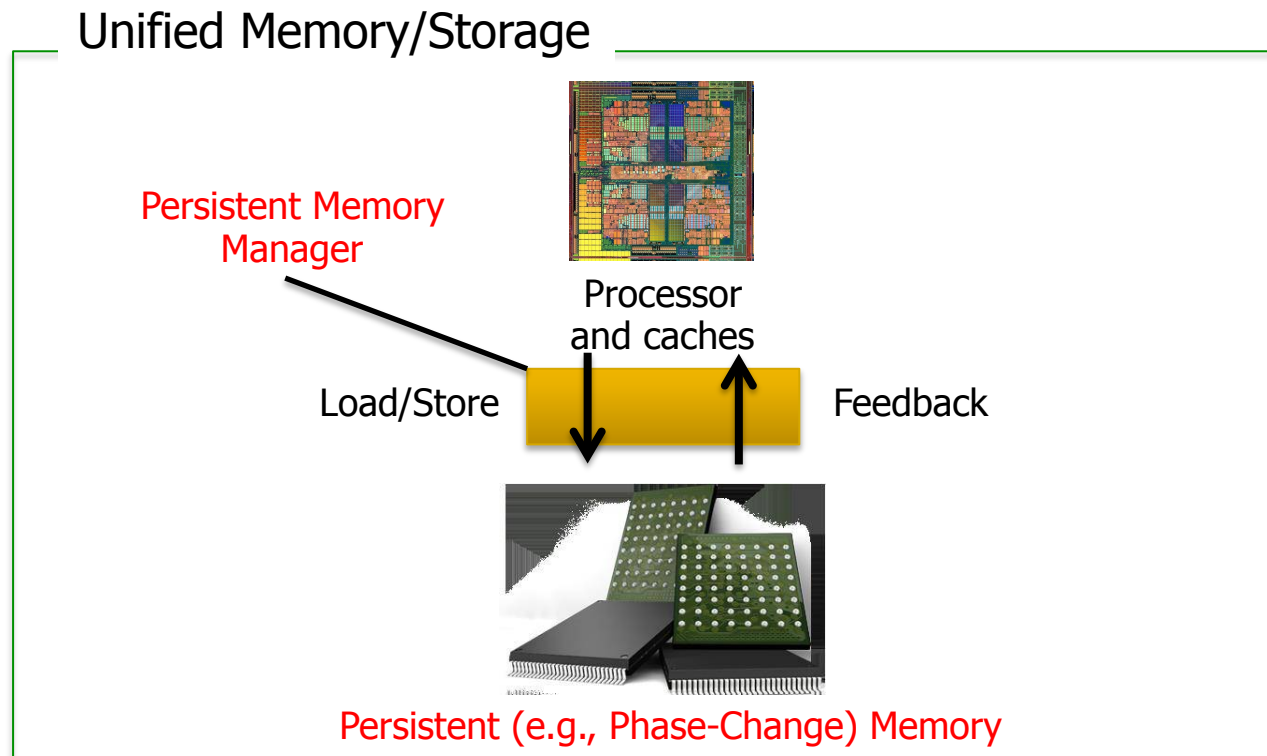 Unified Memory/Storage
Persistent Memory
Manager
Processor
and caches
Load/Store
Feedback
Persistent (e.g., Phase-Change) Memory